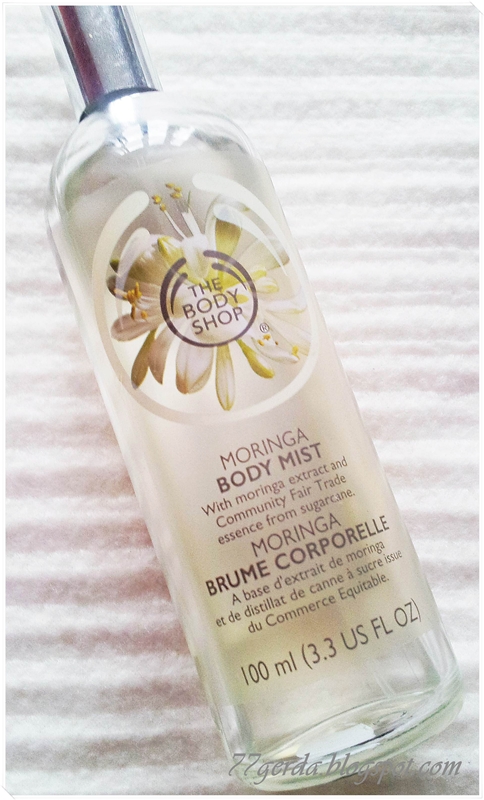 THE
BODY
SHOP
®
MORINGA
BODY MIST
With moringa extract and
Community Fair Trade
essence from sugarcane.
MORINGA
BRUME CORPORELLE
A base d'extrait de moringa
et de distillat de canne à sucre issue
du Commerce Equitable.
100 ml (3.3 US FL OZ)
77gerda.blogspot.com